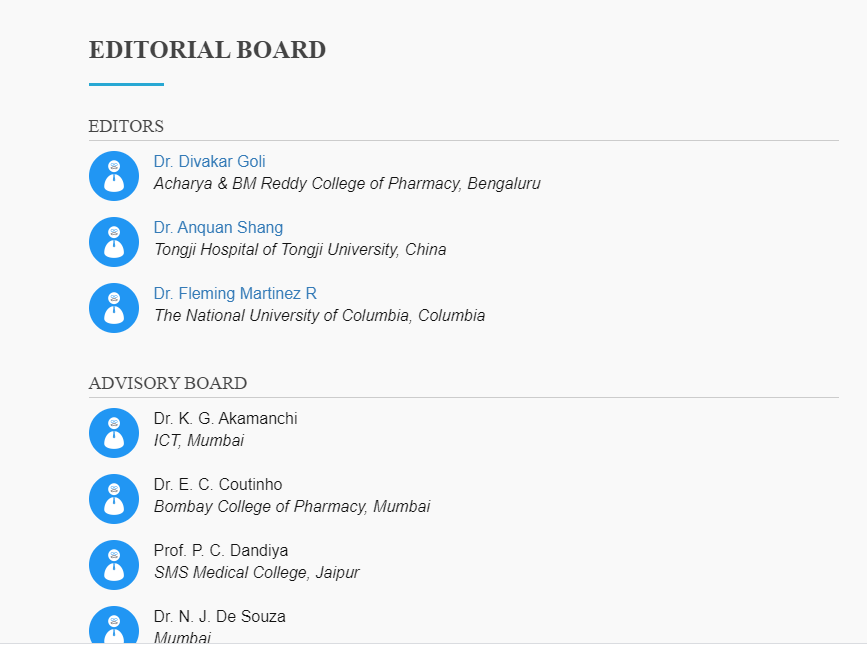 EDITORIAL BOARD
EDITORS
Dr. Divakar Goli
Acharya & BM Reddy College of Pharmacy, Bengaluru
Dr. Anquan Shang
Tongji Hospital of Tongji University, China
Dr. Fleming Martinez R
The National University of Columbia, Columbia
ADVISORY BOARD
Dr. K. G. Akamanchi
ICT, Mumbai
Dr. E. C. Coutinho
Bombay College of Pharmacy, Mumbai
Prof. P. C. Dandiya
SMS Medical College, Jaipur
Dr. N. J. De Souza
Mumbai